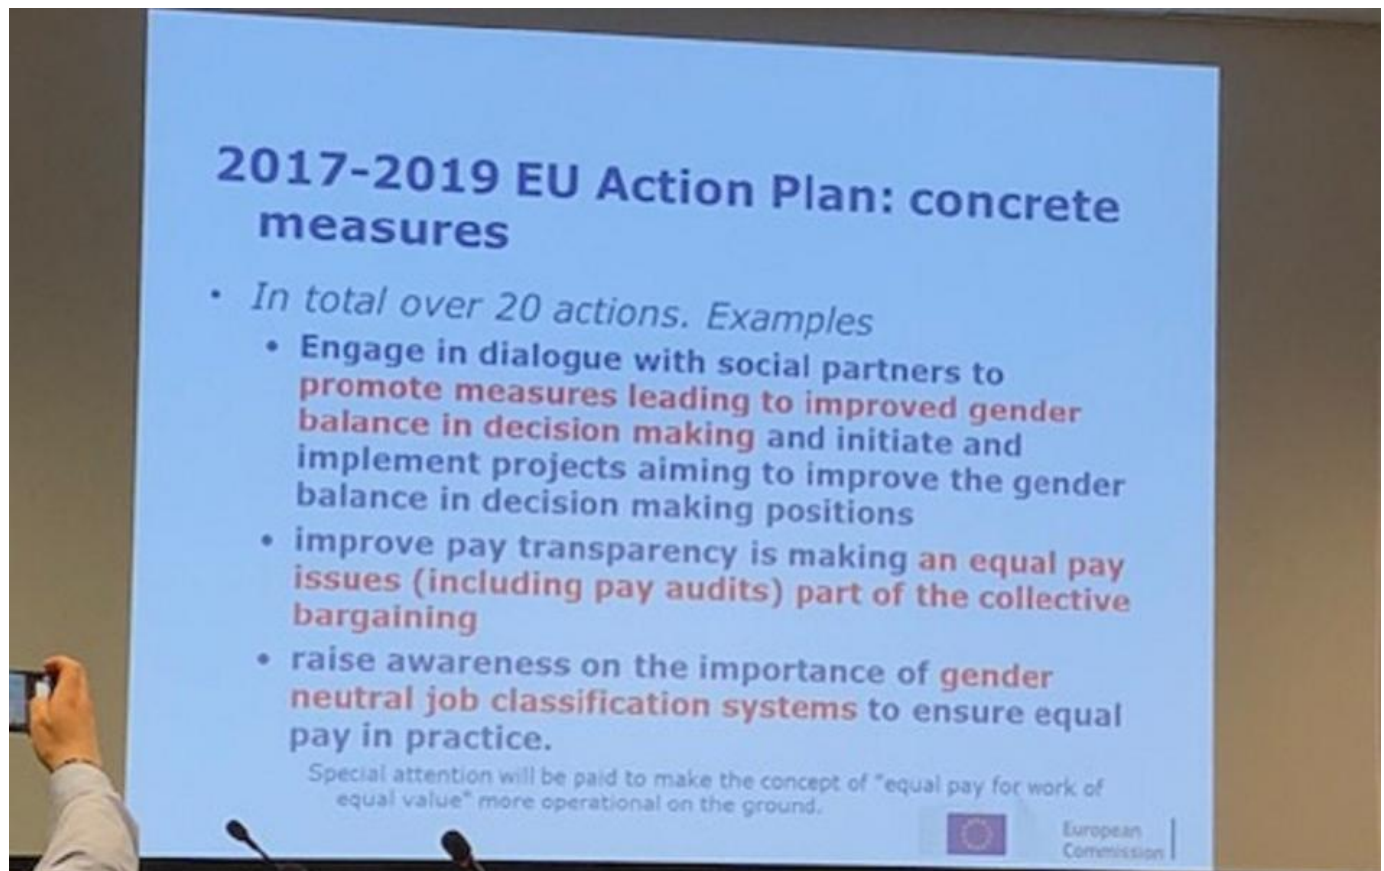 2017-2019 EU Action Plan: concrete
measures
• In total over 20 actions. Examples
• Engage in dialogue with social partners to
promote measures leading to improved gender
balance in decision making and initiate and
implement projects aiming to improve the gender
balance in decision making positions
• improve pay transparency is making an equal pay
issues (including pay audits) part of the collective
bargaining
• raise awareness on the importance of gender
neutral job classification systems to ensure equal
pay in practice.
Special attention will be paid to make the concept of "equal pay for work of
equal value" more operational on the ground.
European
Commission